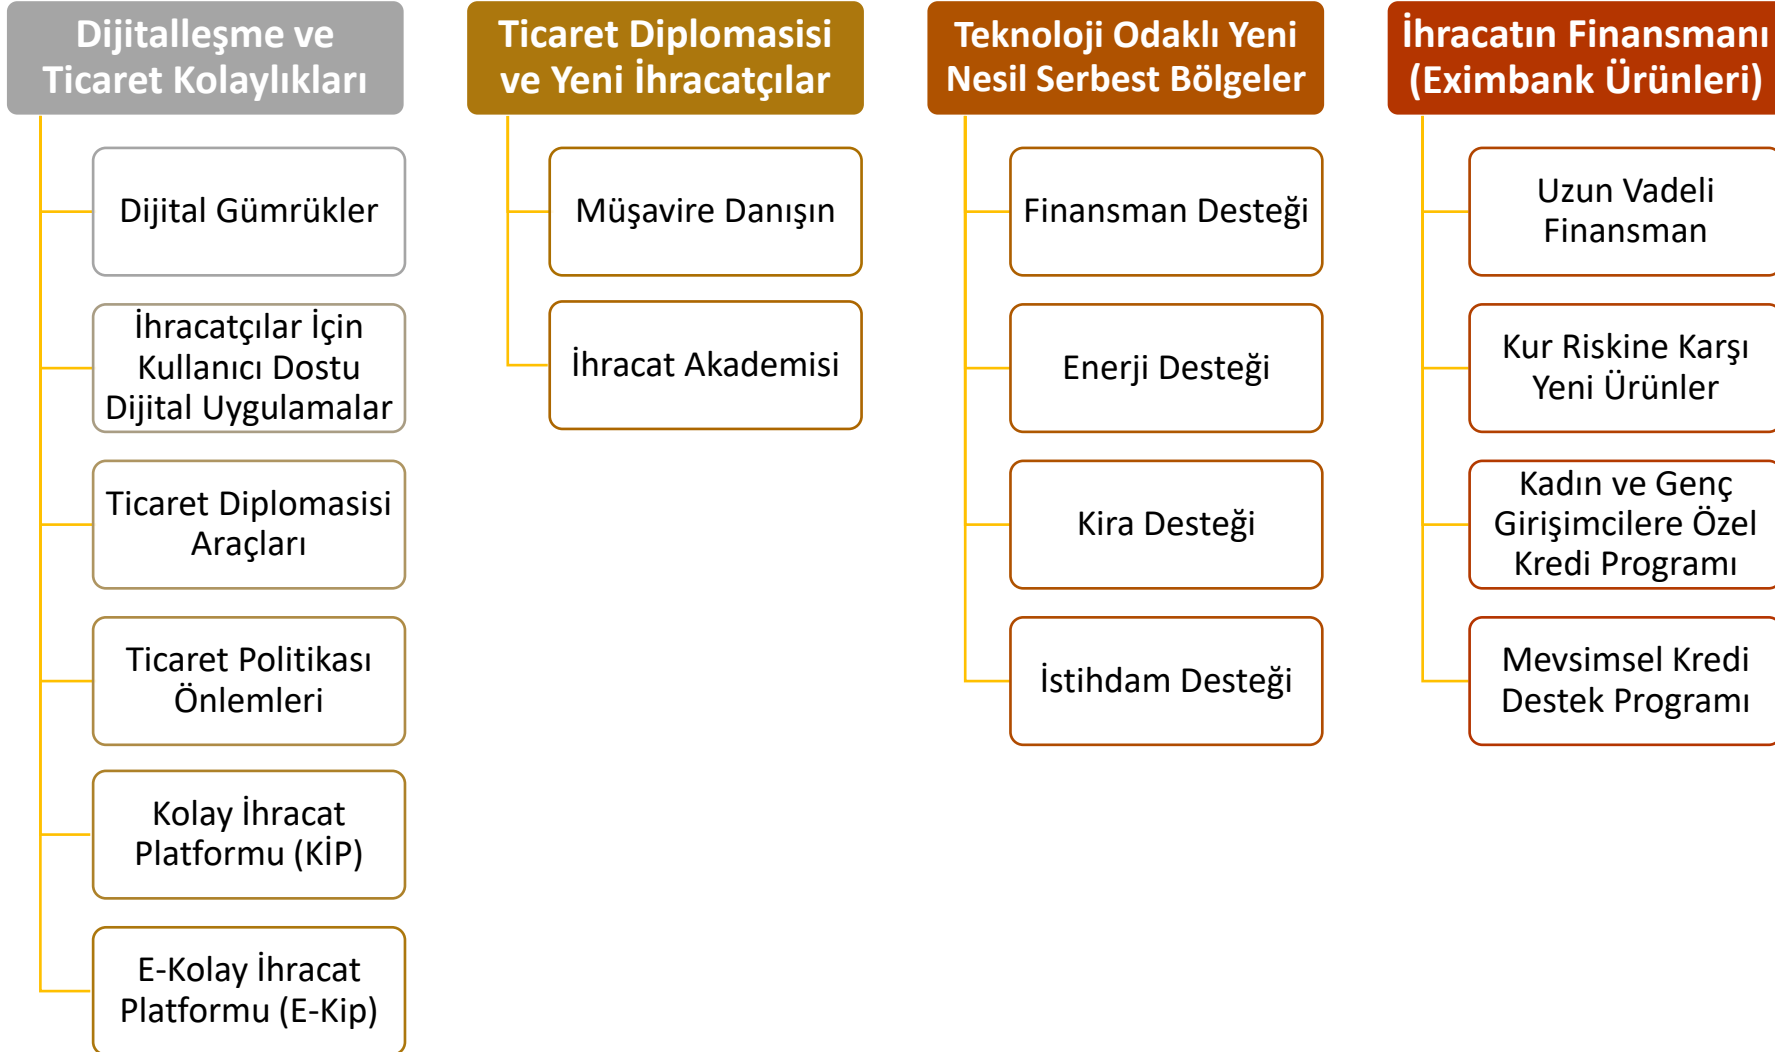 Dijitalleşme ve
Ticaret Kolaylıkları
Dijital Gümrükler
İhracatçılar İçin
Kullanıcı Dostu
Dijital Uygulamalar
Ticaret Diplomasisi
Araçları
Ticaret Politikası
Önlemleri
Kolay İhracat
Platformu (KİP)
E-Kolay İhracat
Platformu (E-Kip)
Ticaret Diplomasisi
ve Yeni İhracatçılar
Müşavire Danışın
İhracat Akademisi
Teknoloji Odaklı Yeni
Nesil Serbest Bölgeler
Finansman Desteği
Enerji Desteği
Kira Desteği
İstihdam Desteği
İhracatın Finansmanı
(Eximbank Ürünleri)
Uzun Vadeli
Finansman
Kur Riskine Karşı
Yeni Ürünler
Kadın ve Genç
Girişimcilere Özel
Kredi Programı
Mevsimsel Kredi
Destek Programı